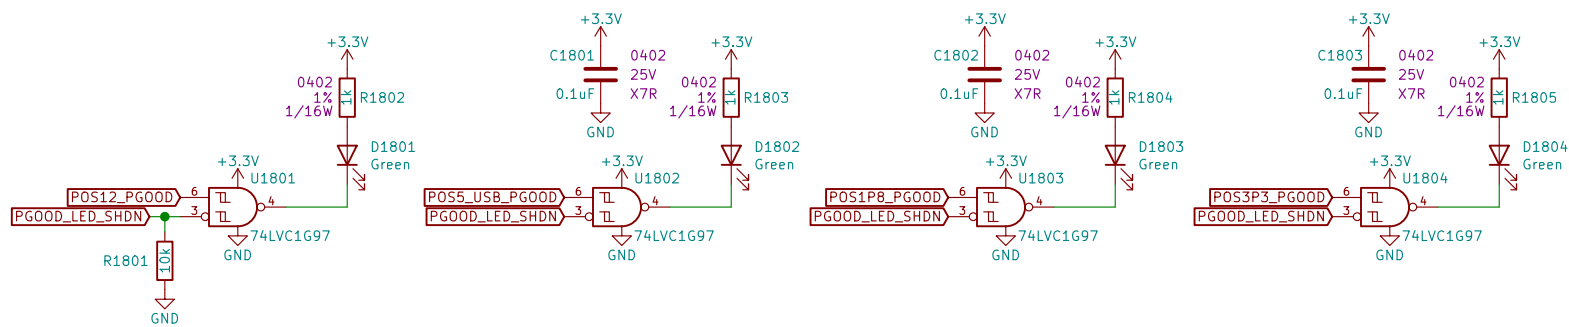 +3.3V
0402
1%
1/16W
1k
R1802
D1801
Green
+3.3V
U1801
POS12_PGOOD
6
PGOOD_LED_SHDN
3
4
74LVC1G97
GND
R1801
10k
GND
+3.3V
C1801
0402
25V
0.1uF
X7R
GND
+3.3V
0402
1%
1/16W
1k
R1803
D1802
Green
+3.3V
U1802
POS5_USB_PGOOD
6
PGOOD_LED_SHDN
3
4
74LVC1G97
GND
+3.3V
C1802
0402
25V
0.1uF
X7R
GND
+3.3V
0402
1%
1/16W
1k
R1804
D1803
Green
+3.3V
U1803
POS1P8_PGOOD
6
PGOOD_LED_SHDN
3
4
74LVC1G97
GND
+3.3V
C1803
0402
25V
0.1uF
X7R
GND
+3.3V
0402
1%
1/16W
1k
R1805
D1804
Green
+3.3V
U1804
POS3P3_PGOOD
6
PGOOD_LED_SHDN
3
4
74LVC1G97
GND